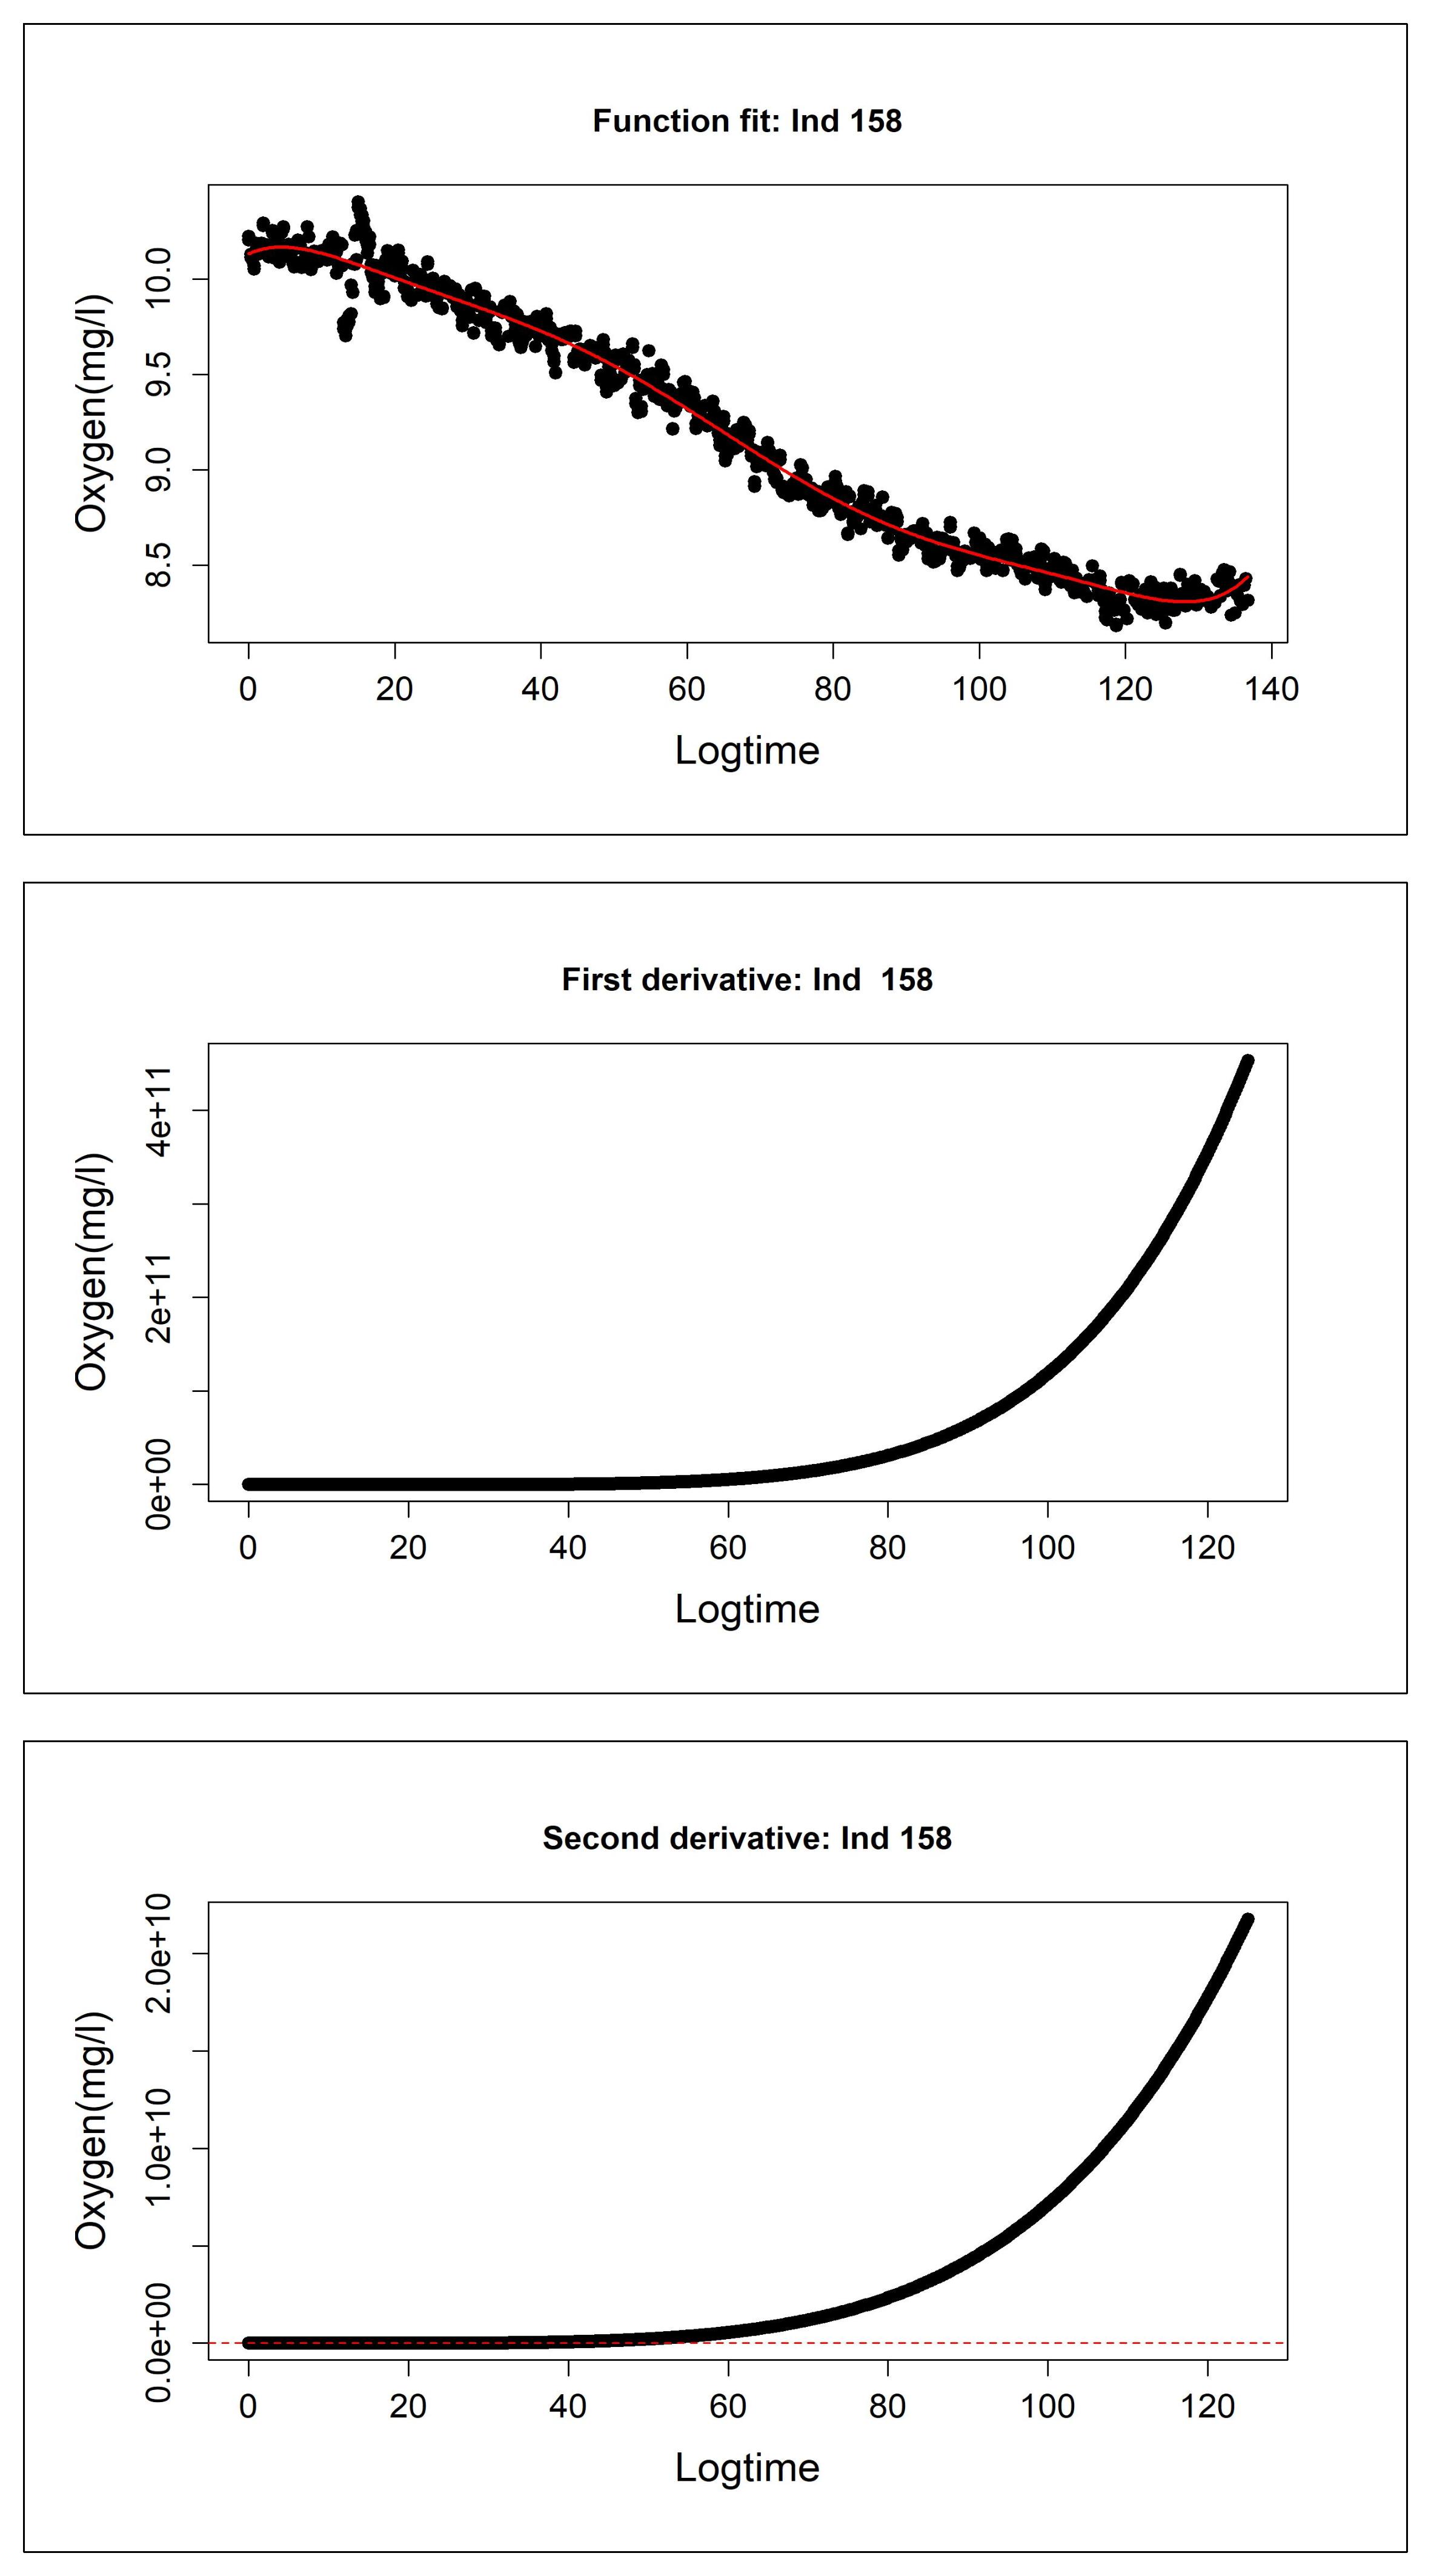 Function fit: Ind 158
Oxygen(mg/l)
10.0
9.5
9.0
8.5
0 20 40 60 80 100 120 140
Logtime
First derivative: Ind  158
Oxygen(mg/l)
4e+11
2e+11
0e+00
0 20 40 60 80 100 120
Logtime
Second derivative: Ind 158
Oxygen(mg/l)
2.0e+10
1.0e+10
0.0e+00
0 20 40 60 80 100 120
Logtime